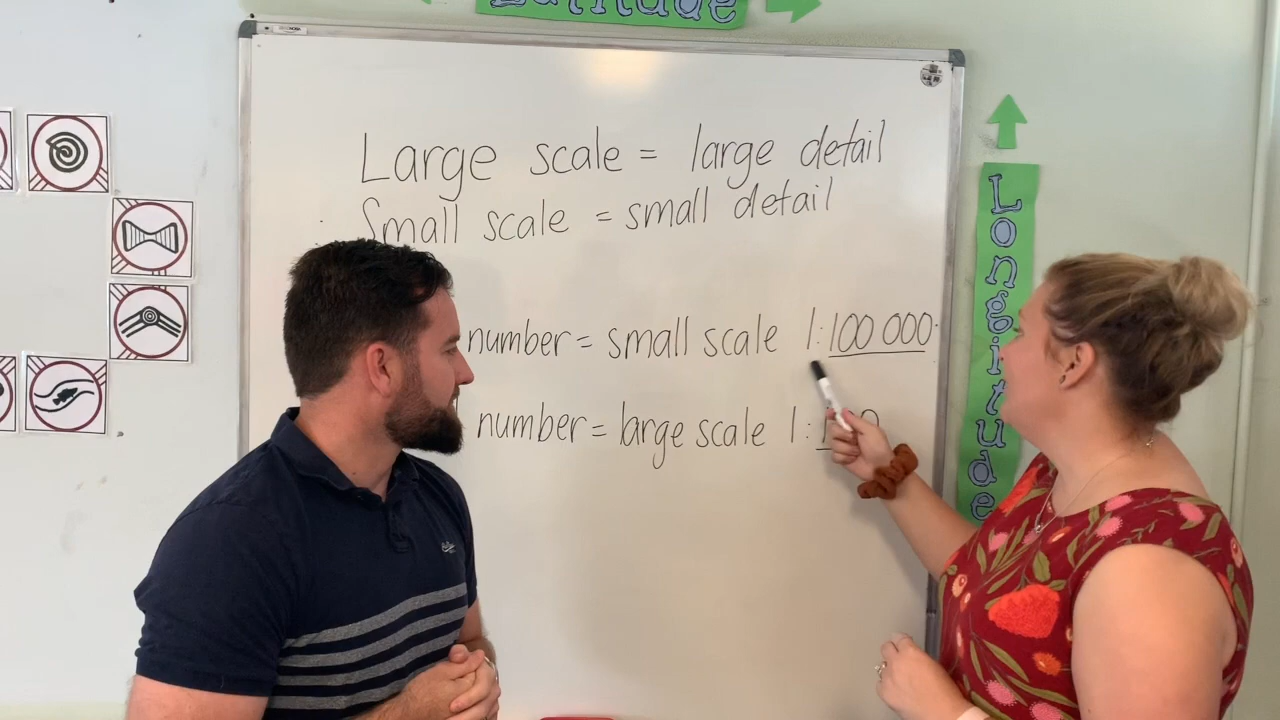 Latitude
Large scale = large detail
Small scale = small detail
number = small scale 1:100 000
number = large scale 1:
Longitude